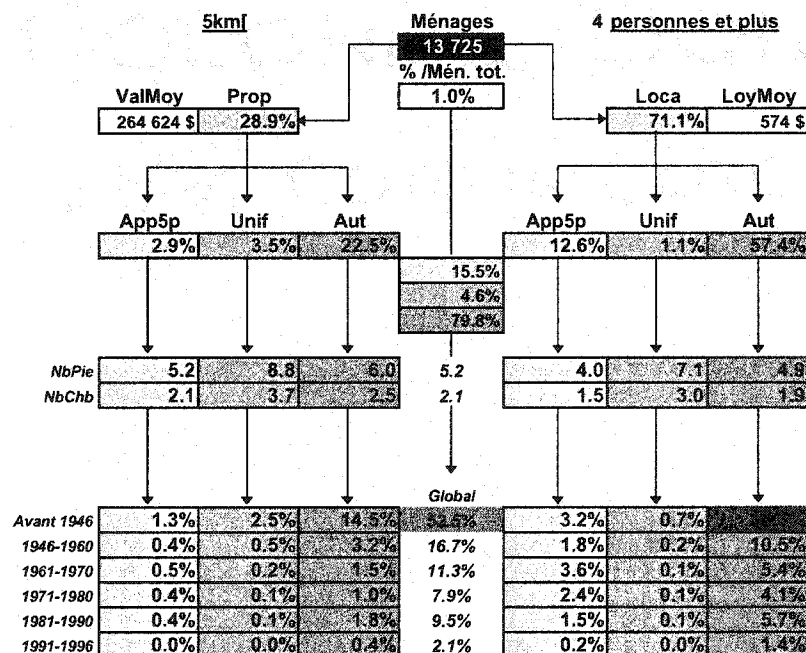 5km[ Ménages 4 personnes et plus
13 725
% /Mén. tot.
ValMoy Prop 1.0% Loca LoyMoy
264 624 $ 28.9% 71.1% 574 $
App5p Unif Aut App5p Unif Aut
2.9% 3.5% 22.5% 12.6% 1.1% 57.4%
15.5%
4.6%
79.8%
NbPie 5.2 8.8 6.0 5.2 4.0 7.1 4.9
NbChb 2.1 3.7 2.5 2.1 1.5 3.0 1.9
Global
Avant 1946 1.3% 2.5% 14.5% 52.5% 3.2% 0.7%
1946-1960 0.4% 0.5% 3.2% 16.7% 1.8% 0.2% 10.5%
1961-1970 0.5% 0.2% 1.5% 11.3% 3.6% 0.1% 5.4%
1971-1980 0.4% 0.1% 1.0% 7.9% 2.4% 0.1% 4.1%
1981-1990 0.4% 0.1% 1.8% 9.5% 1.5% 0.1% 5.7%
1991-1996 0.0% 0.0% 0.4% 2.1% 0.2% 0.0% 1.4%